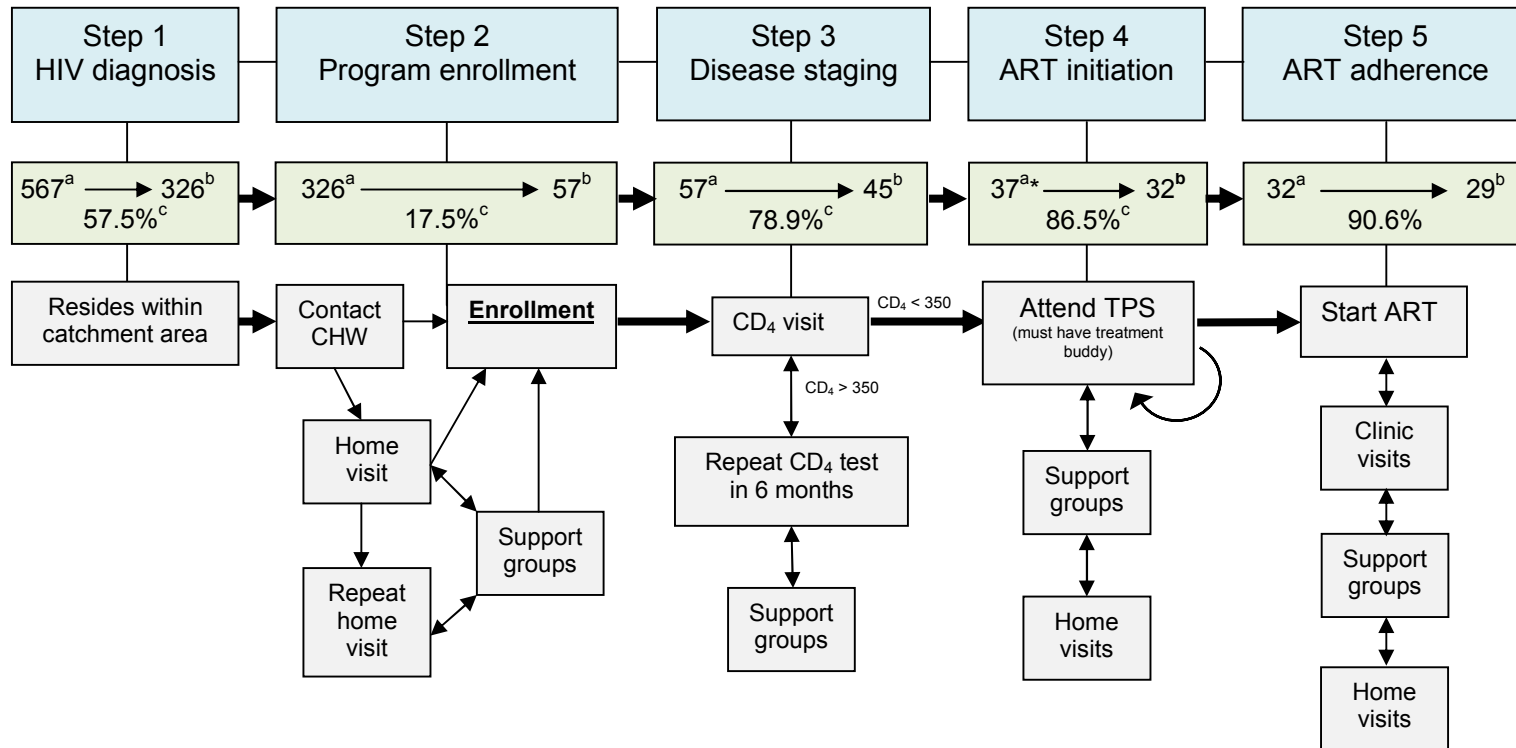 Step 1
HIV diagnosis
Step 2
Program enrollment
Step 3
Disease staging
Step 4
ART initiation
Step 5
ART adherence
567ᵃ 326ᵇ
57.5%ᶜ
326ᵃ 57ᵇ
17.5%ᶜ
57ᵃ 45ᵇ
78.9%ᶜ
37ᵃ* 32ᵇ
86.5%ᶜ
32ᵃ 29ᵇ
90.6%
Resides within
catchment area
Contact
CHW
Enrollment
CD₄ visit
CD₄ < 350
Attend TPS
(must have treatment
buddy)
Start ART
CD₄ > 350
Home
visit
Support
groups
Repeat
home
visit
Repeat CD₄ test
in 6 months
Support
groups
Support
groups
Home
visits
Clinic
visits
Support
groups
Home
visits